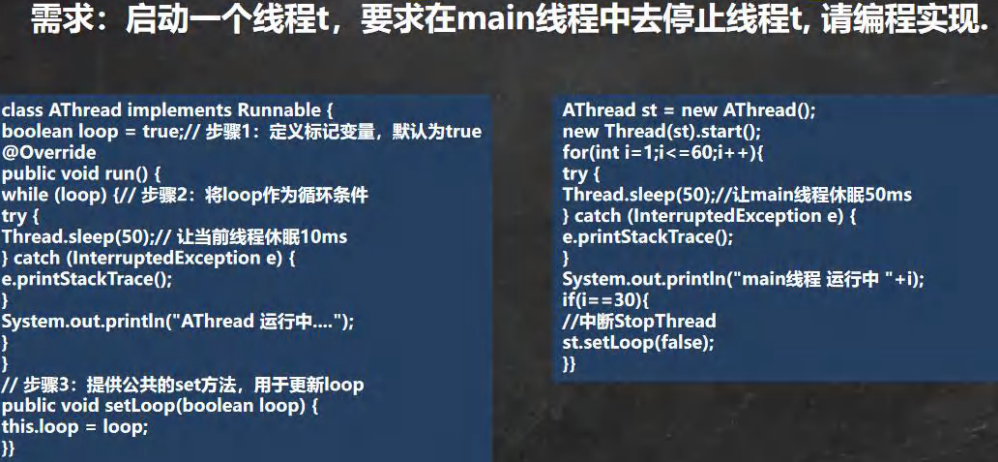 需求：启动一个线程t，要求在main线程中去停止线程t, 请编程实现.
class AThread implements Runnable {
boolean loop = true;// 步骤1：定义标记变量，默认为true
@Override
public void run() {
while (loop) {// 步骤2：将loop作为循环条件
try {
Thread.sleep(50);// 让当前线程休眠10ms
} catch (InterruptedException e) {
e.printStackTrace();
}
System.out.println("AThread 运行中....");
}
}
// 步骤3：提供公共的set方法，用于更新loop
public void setLoop(boolean loop) {
this.loop = loop;
}}
AThread st = new AThread();
new Thread(st).start();
for(int i=1;i<=60;i++){
try {
Thread.sleep(50);//让main线程休眠50ms
} catch (InterruptedException e) {
e.printStackTrace();
}
System.out.println("main线程 运行中 "+i);
if(i==30){
//中断StopThread
st.setLoop(false);
}}